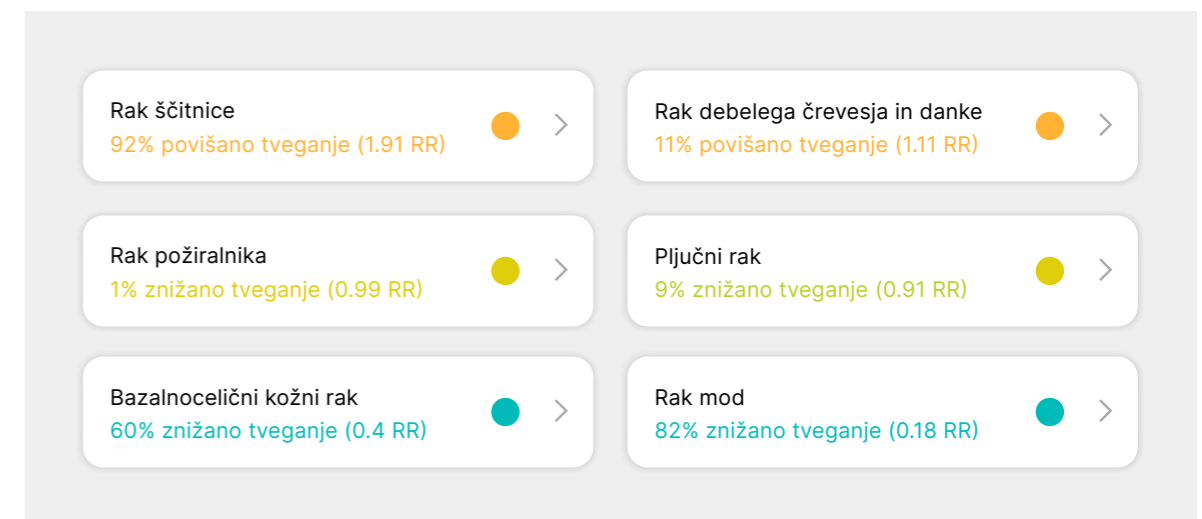 Rak ščitnice
92% povišano tveganje (1.91 RR)
Rak debelega črevesja in danke
11% povišano tveganje (1.11 RR)
Rak požiralnika
1% znižano tveganje (0.99 RR)
Pljučni rak
9% znižano tveganje (0.91 RR)
Bazalnocelični kožni rak
60% znižano tveganje (0.4 RR)
Rak mod
82% znižano tveganje (0.18 RR)